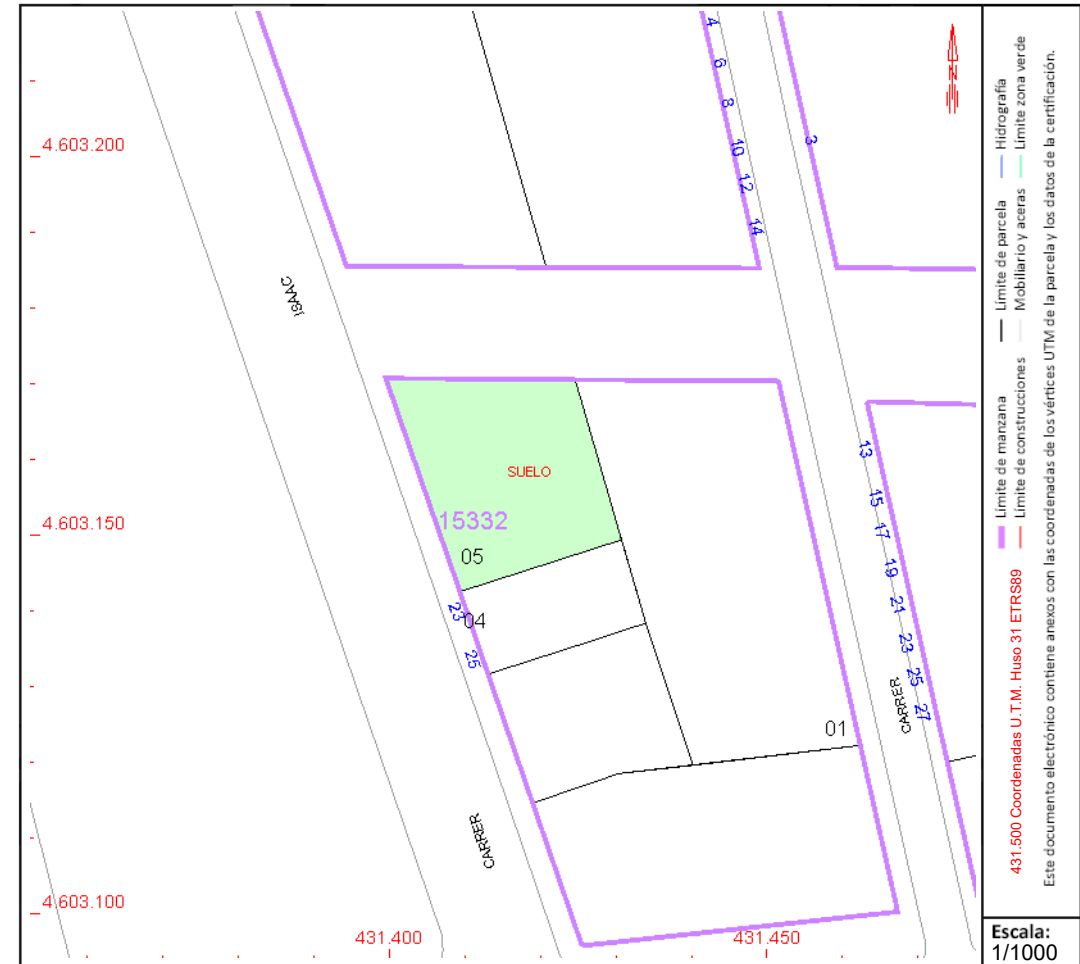 4.603.200
4.603.150
4.603.100
431.400
431.450
4
6
8
10
12
14
3
ISAAC
SUELO
15332
05
23
04
25
13
15
17
19
21
23
25
27
CARRER
01
CARRER
Límite de manzana
Límite de parcela
Hidrografía
Límite de construcciones
Mobiliario y aceras
Límite zona verde
431.500 Coordenadas U.T.M. Huso 31 ETRS89
Este documento electrónico contiene anexos con las coordenadas de los vértices UTM de la parcela y los datos de la certificación.
Escala:
1/1000